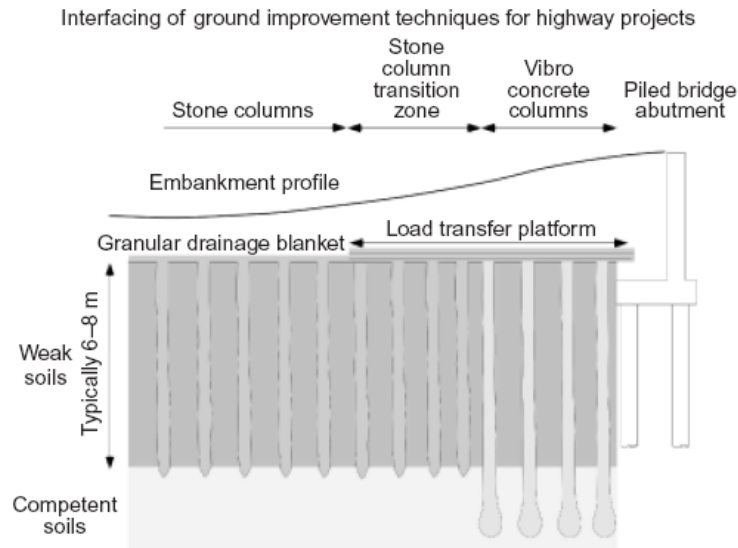 Interfacing of ground improvement techniques for highway projects
Stone columns
Stone
column
transition
zone
Vibro
concrete
columns
Piled bridge
abutment
Embankment profile
Granular drainage blanket
Load transfer platform
Weak
soils
Typically 6–8 m
Competent
soils